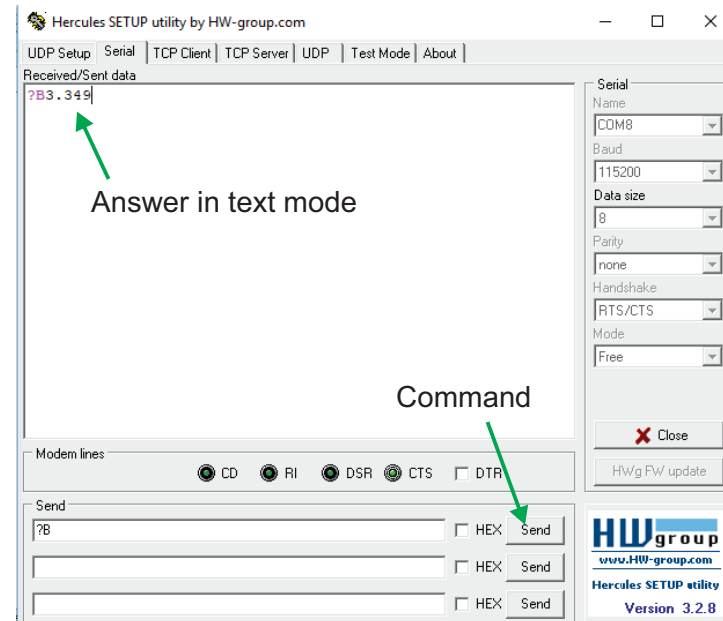 Hercules SETUP utility by HW-group.com
UDP Setup Serial TCP Client TCP Server UDP Test Mode About
Received/Sent data
?B3.349
Answer in text mode
Serial
Name
COM8
Baud
115200
Data size
8
Parity
none
Handshake
RTS/CTS
Mode
Free
Command
Close
HWg FW update
Modem lines
CD RI DSR CTS DTR
Send
?B HEX Send
HEX Send
HEX Send
HWgroup
www.HW-group.com
Hercules SETUP utility
Version 3.2.8